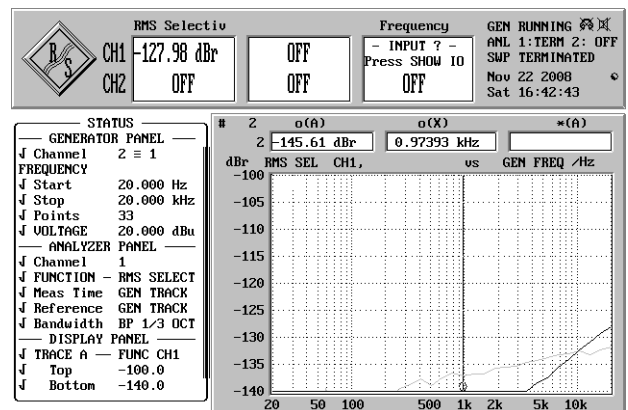 RMS Selectiv
Frequency
GEN RUNNING
R S
CH1 -127.98 dBr
OFF
- INPUT ? -
Press SHOW IO
ANL 1:TERM 2: OFF
SWP TERMINATED
CH2 OFF
OFF
OFF
Nov 22 2008
Sat 16:42:43
STATUS
GENERATOR PANEL
Channel 2 ≡ 1
FREQUENCY
Start 20.000 Hz
Stop 20.000 kHz
Points 33
VOLTAGE 20.000 dBu
ANALYZER PANEL
Channel 1
FUNCTION - RMS SELECT
Meas Time GEN TRACK
Reference GEN TRACK
Bandwidth BP 1/3 OCT
DISPLAY PANEL
TRACE A — FUNC CH1
Top -100.0
Bottom -140.0
# 2 o(A) o(X) *(A)
2 -145.61 dBr 0.97393 kHz
dBr RMS SEL CH1, vs GEN FREQ /Hz
-100
-105
-110
-115
-120
-125
-130
-135
-140
20 50 100 500 1k 2k 5k 10k